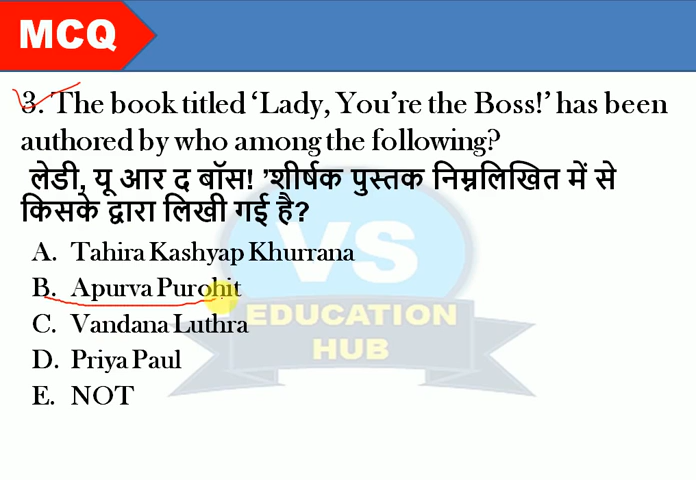 MCQ
3. The book titled ‘Lady, You’re the Boss!’ has been
authored by who among the following?
लेडी, यू आर द बॉस! ’शीर्षक पुस्तक निम्नलिखित में से
किसके द्वारा लिखी गई है?
A. Tahira Kashyap Khurrana
B. Apurva Purohit
C. Vandana Luthra
D. Priya Paul
E. NOT
VS
EDUCATION
HUB